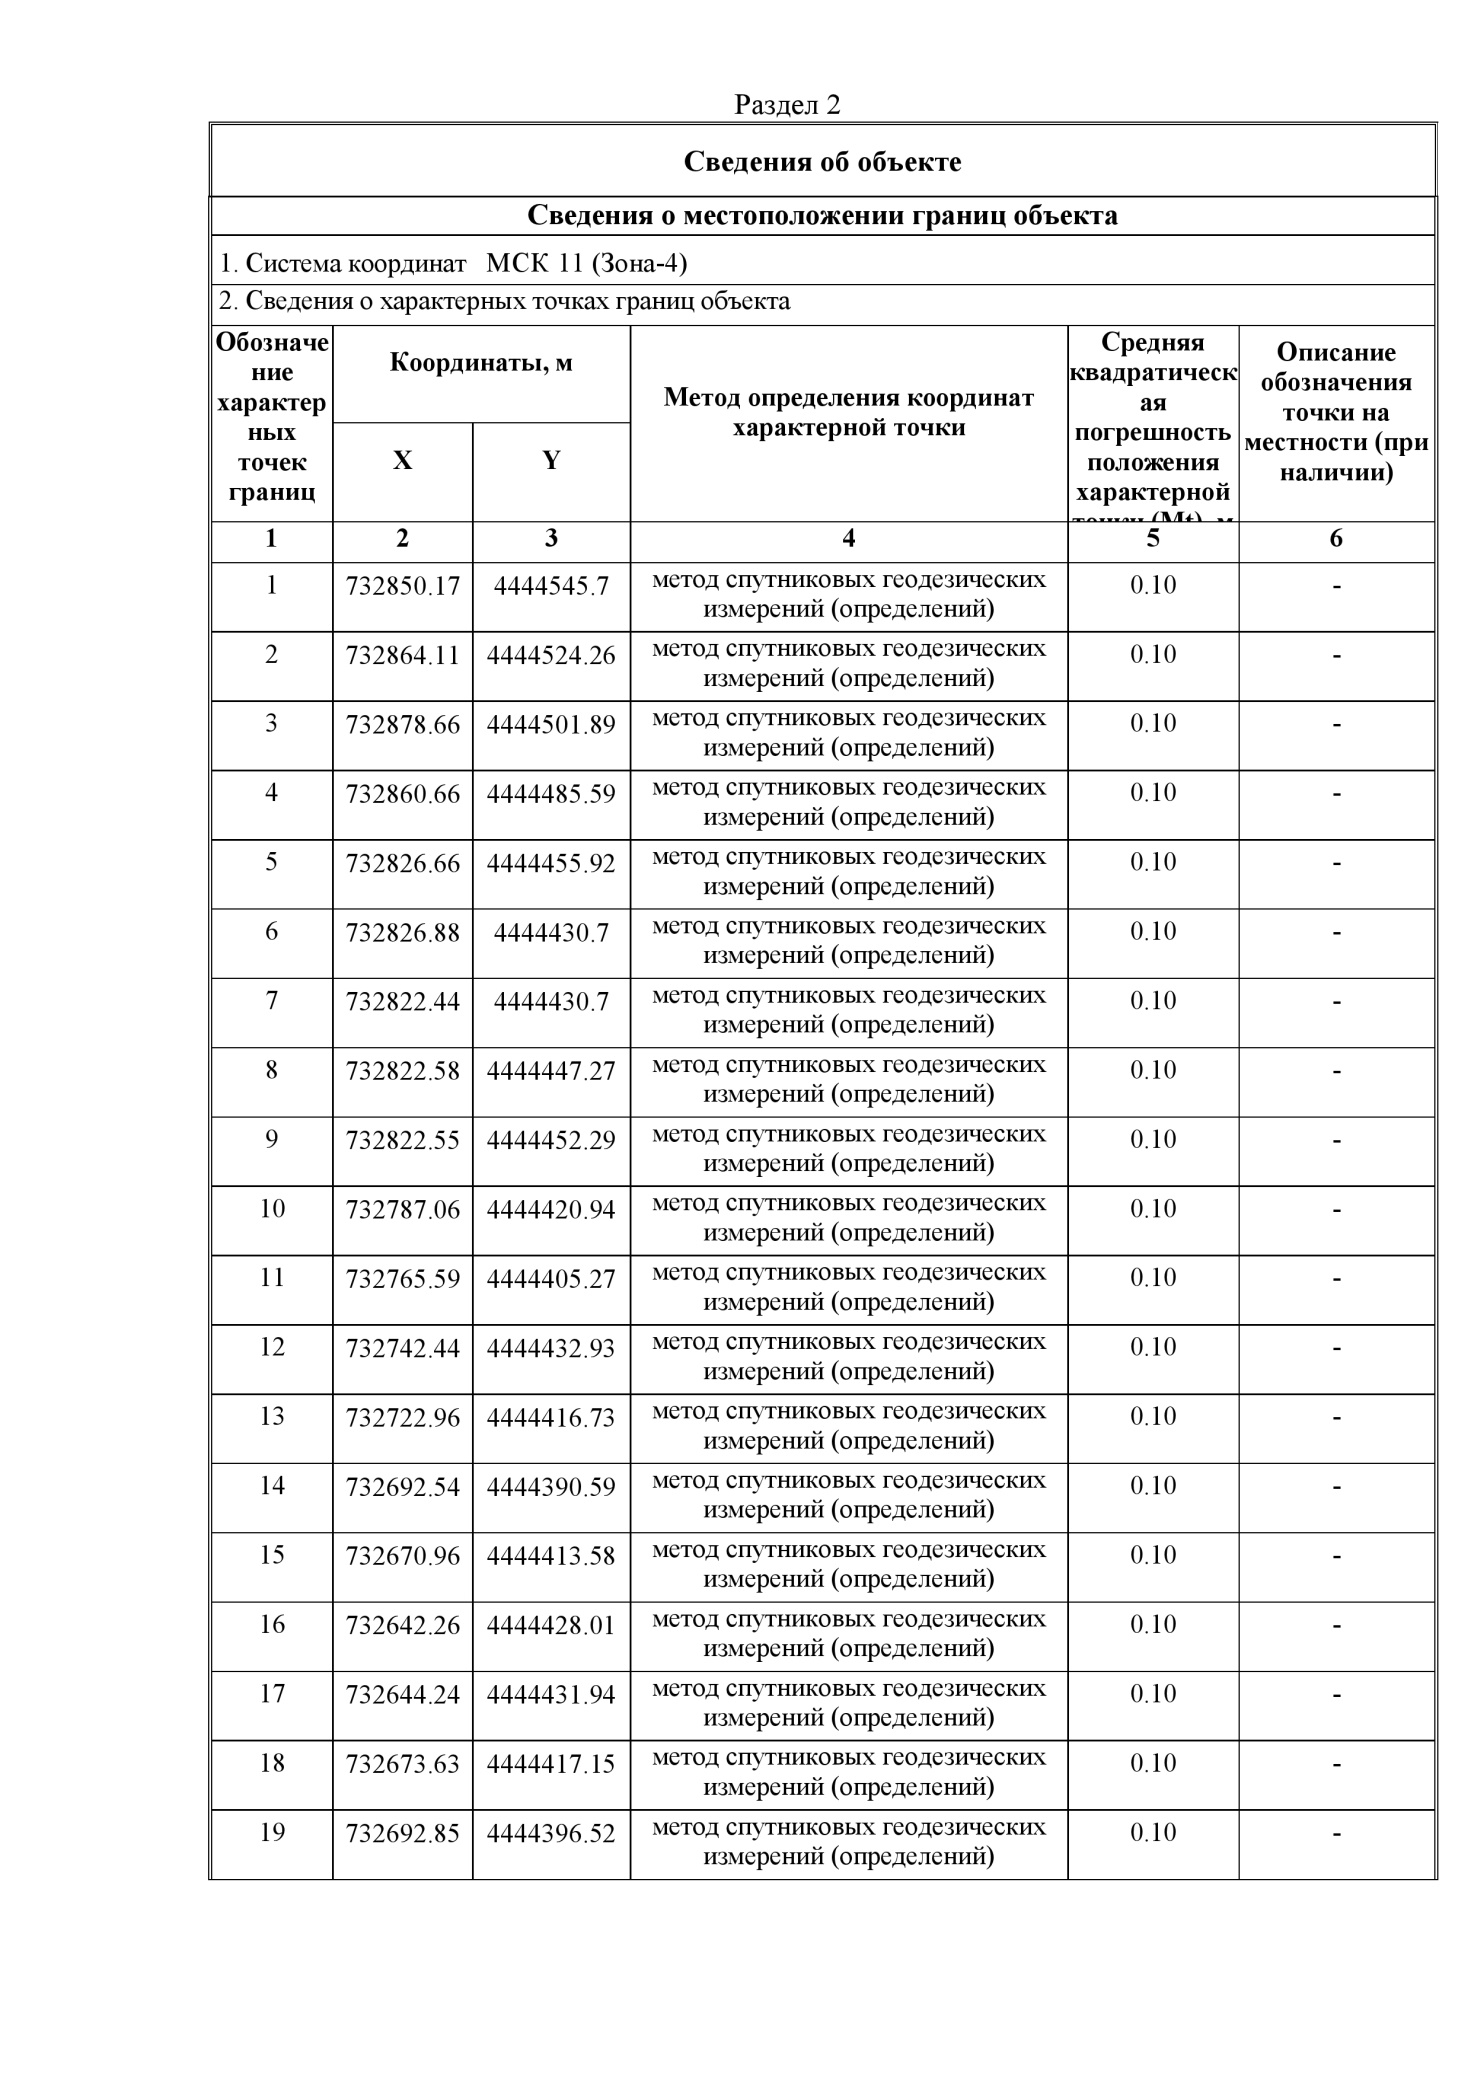 Раздел 2
Сведения об объекте
Сведения о местоположении границ объекта
1. Система координат МСК 11 (Зона-4)
2. Сведения о характерных точках границ объекта
Обозначе
ние
характер
ных
точек
границ
Координаты, м
X
Y
Метод определения координат
характерной точки
Средняя
квадратическ
ая
погрешность
положения
характерной
точки (Mt), м
Описание
обозначения
точки на
местности (при
наличии)
1 2 3 4 5 6
1 732850.17 4444545.7 метод спутниковых геодезических 0.10 -
измерений (определений)
2 732864.11 4444524.26 метод спутниковых геодезических 0.10 -
измерений (определений)
3 732878.66 4444501.89 метод спутниковых геодезических 0.10 -
измерений (определений)
4 732860.66 4444485.59 метод спутниковых геодезических 0.10 -
измерений (определений)
5 732826.66 4444455.92 метод спутниковых геодезических 0.10 -
измерений (определений)
6 732826.88 4444430.7 метод спутниковых геодезических 0.10 -
измерений (определений)
7 732822.44 4444430.7 метод спутниковых геодезических 0.10 -
измерений (определений)
8 732822.58 4444447.27 метод спутниковых геодезических 0.10 -
измерений (определений)
9 732822.55 4444452.29 метод спутниковых геодезических 0.10 -
измерений (определений)
10 732787.06 4444420.94 метод спутниковых геодезических 0.10 -
измерений (определений)
11 732765.59 4444405.27 метод спутниковых геодезических 0.10 -
измерений (определений)
12 732742.44 4444432.93 метод спутниковых геодезических 0.10 -
измерений (определений)
13 732722.96 4444416.73 метод спутниковых геодезических 0.10 -
измерений (определений)
14 732692.54 4444390.59 метод спутниковых геодезических 0.10 -
измерений (определений)
15 732670.96 4444413.58 метод спутниковых геодезических 0.10 -
измерений (определений)
16 732642.26 4444428.01 метод спутниковых геодезических 0.10 -
измерений (определений)
17 732644.24 4444431.94 метод спутниковых геодезических 0.10 -
измерений (определений)
18 732673.63 4444417.15 метод спутниковых геодезических 0.10 -
измерений (определений)
19 732692.85 4444396.52 метод спутниковых геодезических 0.10 -
измерений (определений)